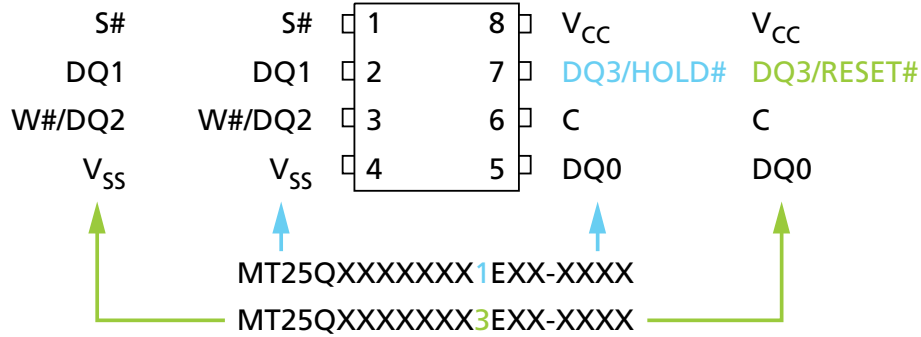 S# S# 1 8 VCC VCC
DQ1 DQ1 2 7 DQ3/HOLD# DQ3/RESET#
W#/DQ2 W#/DQ2 3 6 C C
VSS VSS 4 5 DQ0 DQ0
MT25QXXXXXXX1EXX-XXXX
MT25QXXXXXXX3EXX-XXXX